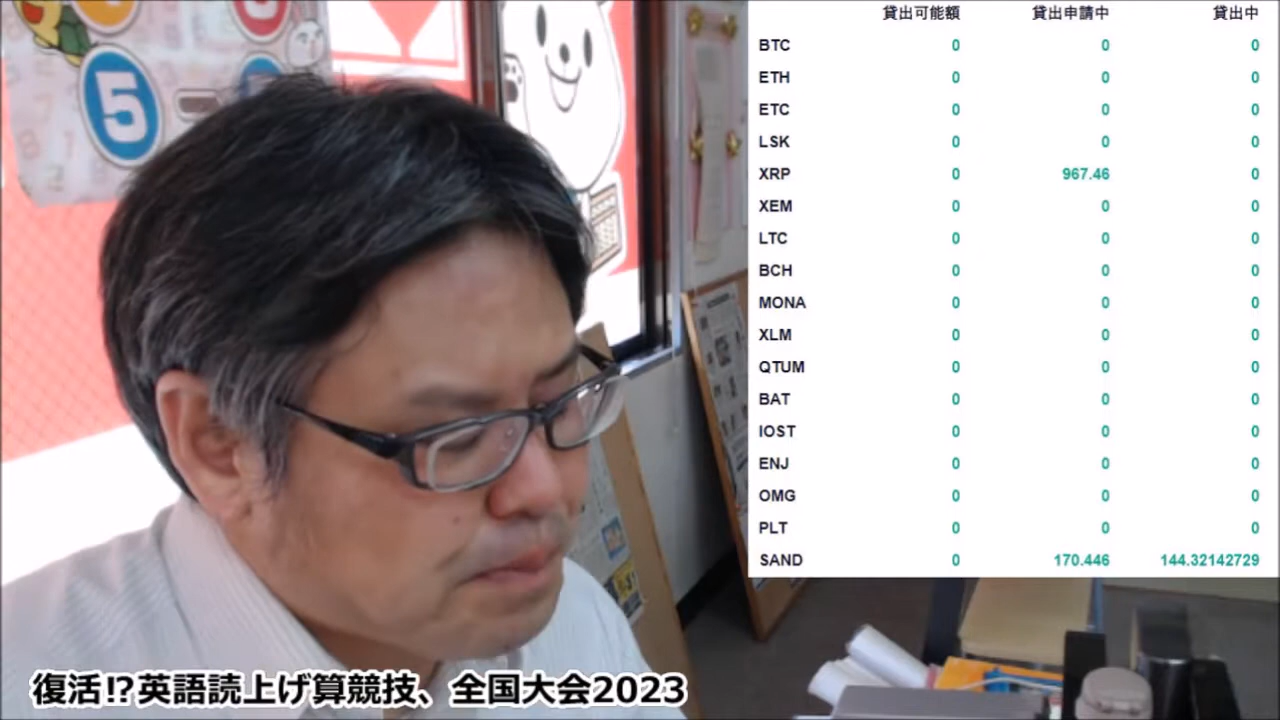 5
貸出可能額 貸出申請中 貸出中
BTC 0 0 0
ETH 0 0 0
ETC 0 0 0
LSK 0 0 0
XRP 0 967.46 0
XEM 0 0 0
LTC 0 0 0
BCH 0 0 0
MONA 0 0 0
XLM 0 0 0
QTUM 0 0 0
BAT 0 0 0
IOST 0 0 0
ENJ 0 0 0
OMG 0 0 0
PLT 0 0 0
SAND 0 170.446 144.32142729
復活!?英語読上げ算競技、全国大会2023